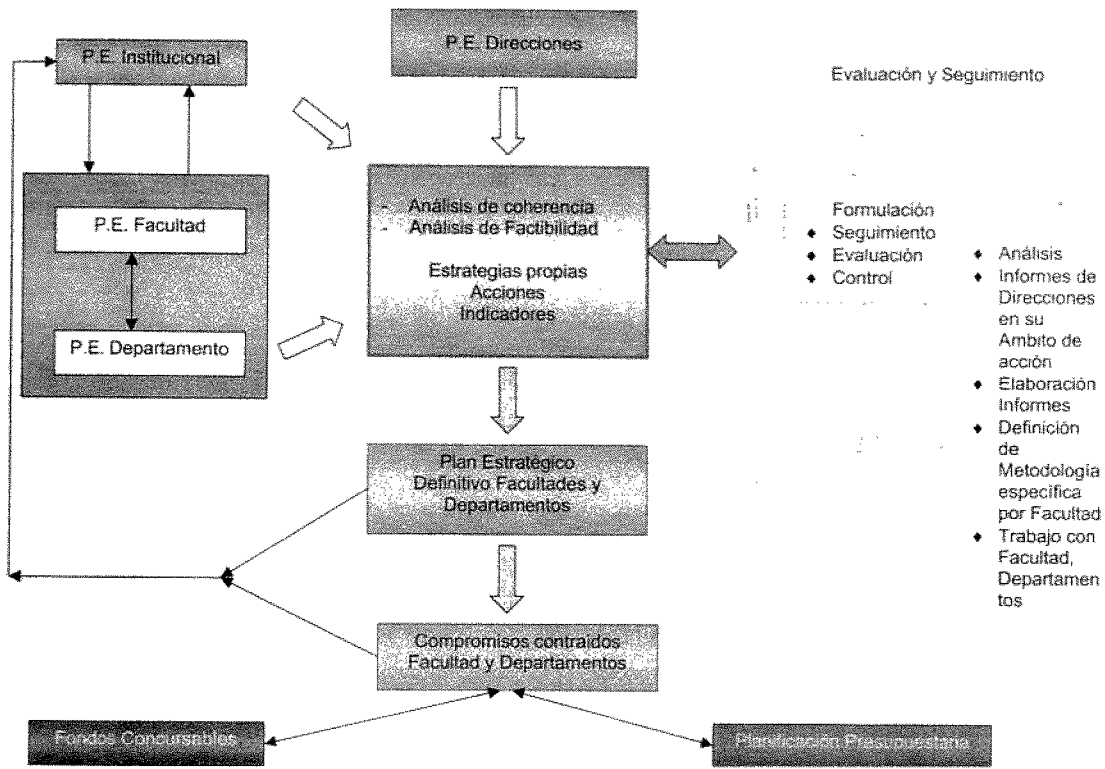 P.E. Institucional
P.E. Direcciones
Evaluación y Seguimiento
P.E. Facultad
P.E. Departamento
- Análisis de coherencia
- Análisis de Factibilidad
Estrategias propias
Acciones
Indicadores
Formulación
♦ Seguimiento
♦ Evaluación
♦ Control
♦ Análisis
♦ Informes de
Direcciones
en su
Ambito de
acción
♦ Elaboración
Informes
♦ Definición
de
Metodología
específica
por Facultad
♦ Trabajo con
Facultad,
Departamen
tos
Plan Estratégico
Definitivo Facultades y
Departamentos
Compromisos contraídos
Facultad y Departamentos
Fondos Concursables
Planificación Presupuestaria